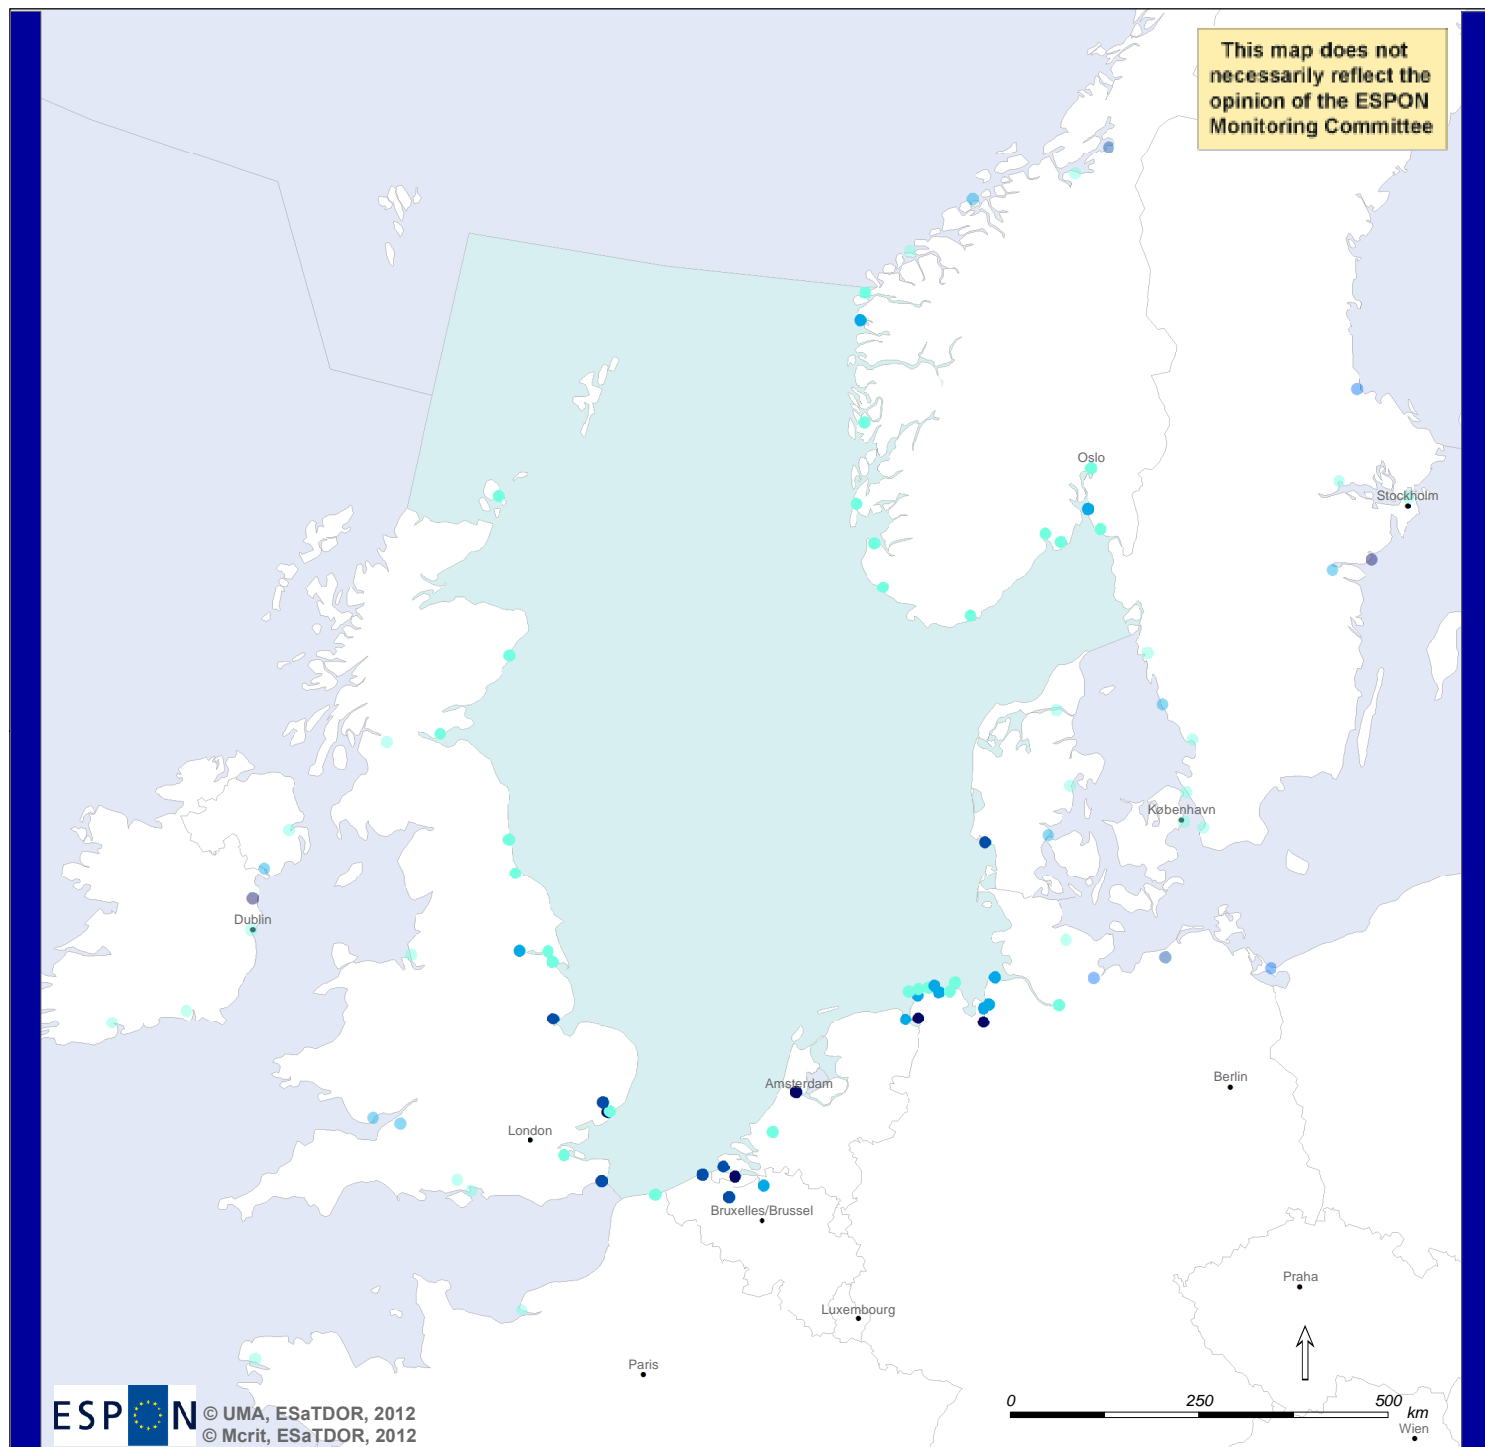 This map does not
necessarily reflect the
opinion of the ESPON
Monitoring Committee
Oslo
Stockholm
København
Dublin
Amsterdam
Berlin
London
Bruxelles/Brussel
Praha
Luxembourg
Paris
0 250 500
km
Wien
ESPON
© UMA, ESaTDOR, 2012
© Mcrit, ESaTDOR, 2012